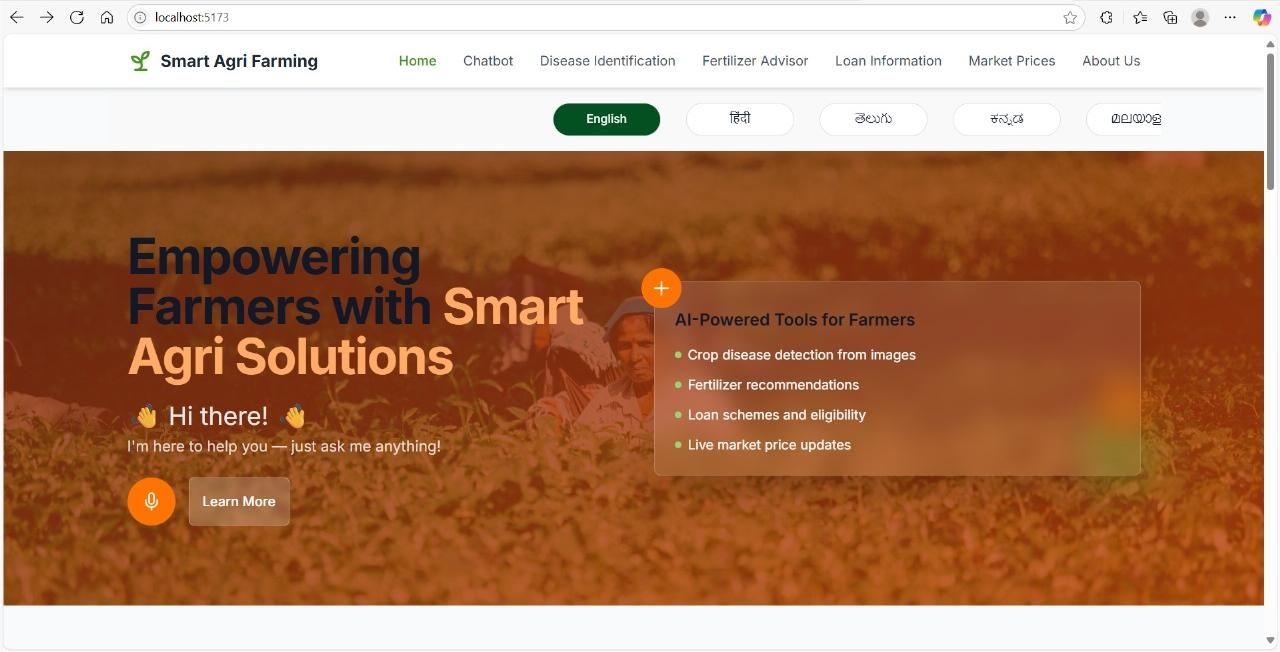 localhost:5173
Smart Agri Farming
Home Chatbot Disease Identification Fertilizer Advisor Loan Information Market Prices About Us
English हिंदी తెలుగు ಕನ್ನಡ മലയാള
Empowering
Farmers with Smart
Agri Solutions
👋 Hi there! 👋
I'm here to help you — just ask me anything!
Learn More
AI-Powered Tools for Farmers
Crop disease detection from images
Fertilizer recommendations
Loan schemes and eligibility
Live market price updates